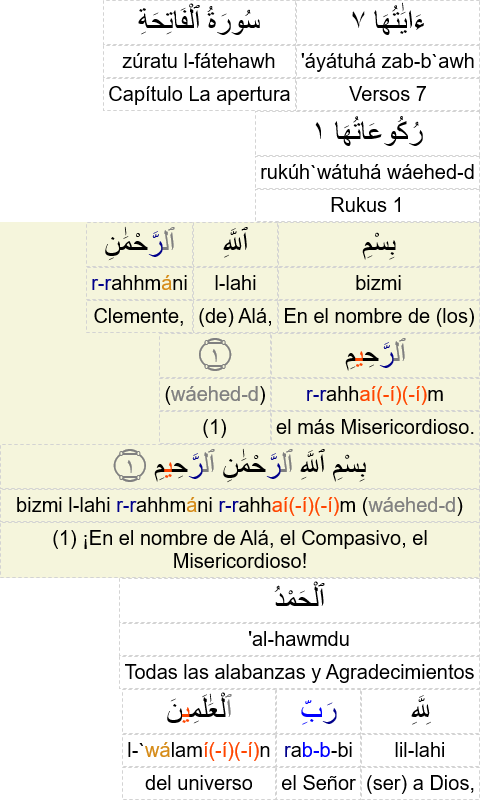 سُورَةُ ٱلْفَاتِحَةِ ءَايَٰتُهَا ٧
zúratu l-fátehawh 'áyátuhá zab-b`awh
Capítulo La apertura Versos 7
رُكُوعَاتُهَا ١
rukúh`wátuhá wáehed-d
Rukus 1
بِسْمِ ٱللَّهِ ٱلرَّحْمَٰنِ
r-rahhmáni l-lahi bizmi
Clemente, (de) Alá, En el nombre de (los)
ٱلرَّحِيمِ ١
(wáehed-d) r-rahhaí(-í)(-í)m
(1) el más Misericordioso.
بِسْمِ ٱللَّهِ ٱلرَّحْمَٰنِ ٱلرَّحِيمِ ١
bizmi l-lahi r-rahhmáni r-rahhaí(-í)(-í)m (wáehed-d)
(1) ¡En el nombre de Alá, el Compasivo, el
Misericordioso!
ٱلْحَمْدُ
'al-hawmdu
Todas las alabanzas y Agradecimientos
لِلَّهِ رَبِّ ٱلْعَٰلَمِينَ
l-`wálamí(-í)(-í)n rab-b-bi lil-lahi
del universo el Señor (ser) a Dios,